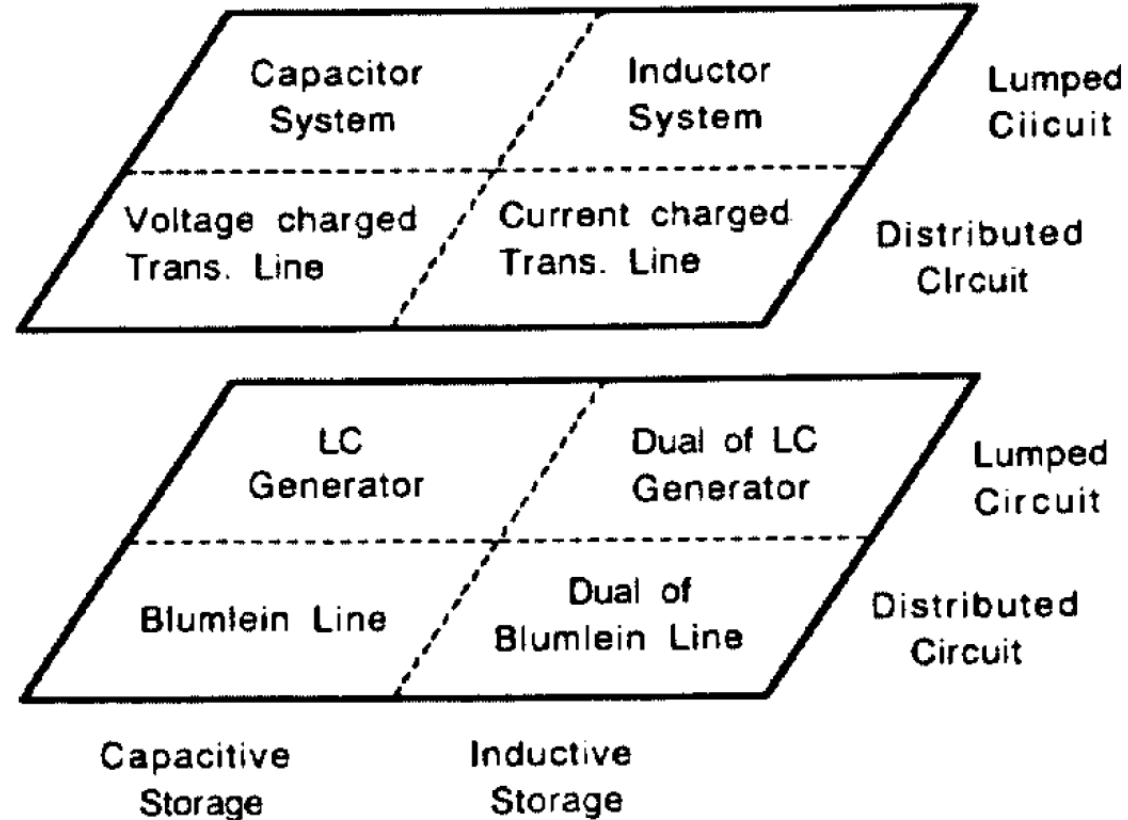 Capacitor
System
Inductor
System
Lumped
Ciicuit
Voltage charged
Trans. Line
Current charged
Trans. Line
Distributed
CIrcuit
LC
Generator
Dual of LC
Generator
Lumped
Circuit
Blumlein Line
Dual of
Blumlein Line
Distributed
Circuit
Capacitive
Storage
Inductive
Storage